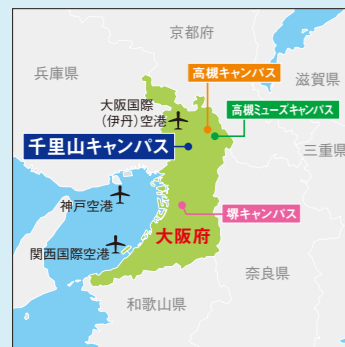 京都府
兵庫県
高槻キャンパス
滋賀県
大阪国際
（伊丹）空港
高槻ミューズキャンパス
千里山キャンパス
三重県
神戸空港
堺キャンパス
大阪府
関西国際空港
奈良県
和歌山県